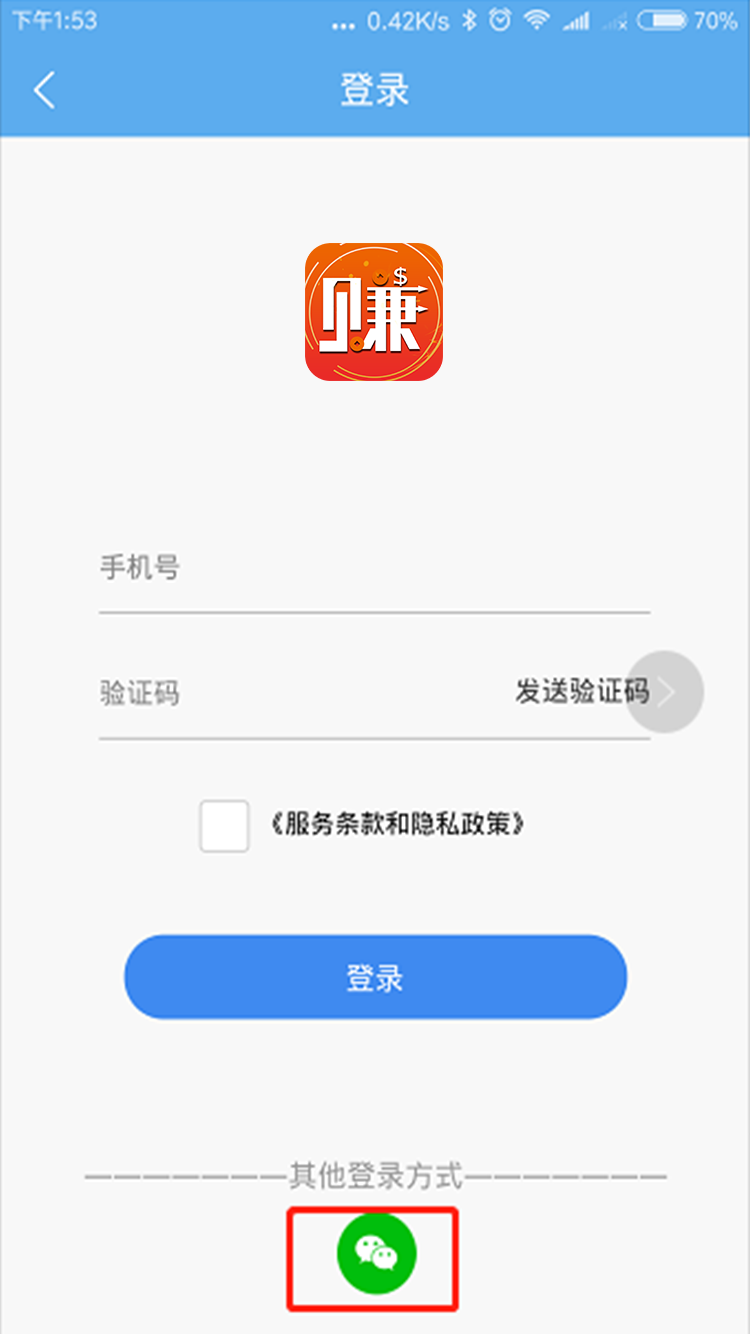 下午1:53 ... 0.42K/s 70%
登录
赚
$
手机号
验证码 发送验证码
《服务条款和隐私政策》
登录
————————其他登录方式————————